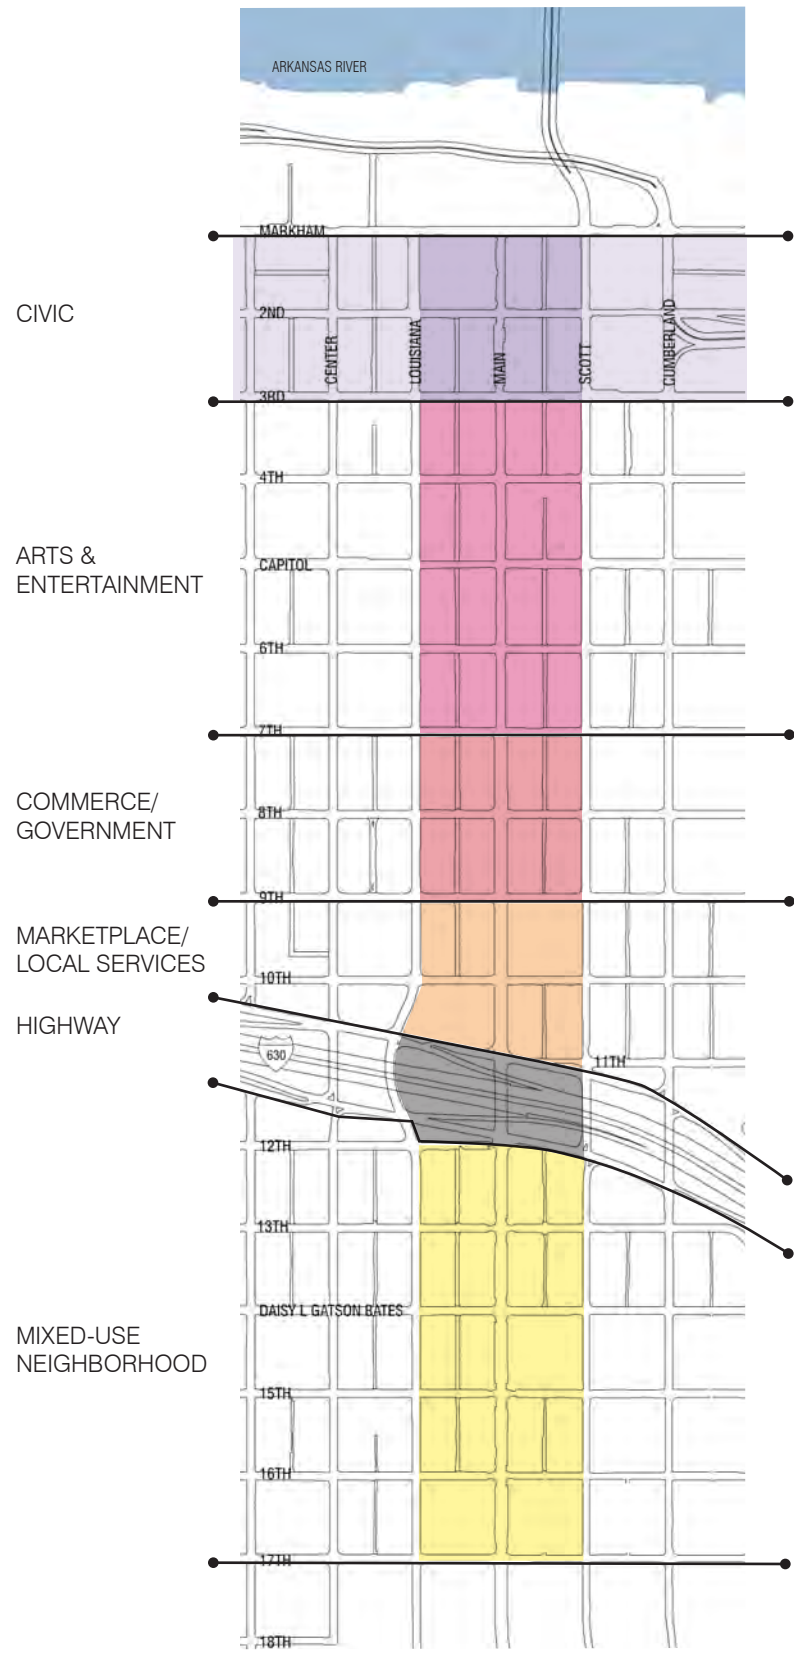 ARKANSAS RIVER
MARKHAM
CIVIC
2ND
CENTER
LOUISIANA
MAIN
SCOTT
CUMBERLAND
3RD
4TH
ARTS &
ENTERTAINMENT
CAPITOL
6TH
7TH
COMMERCE/
GOVERNMENT
8TH
9TH
MARKETPLACE/
LOCAL SERVICES
10TH
HIGHWAY
630
11TH
12TH
13TH
DAISY L GATSON BATES
MIXED-USE
NEIGHBORHOOD
15TH
16TH
17TH
18TH